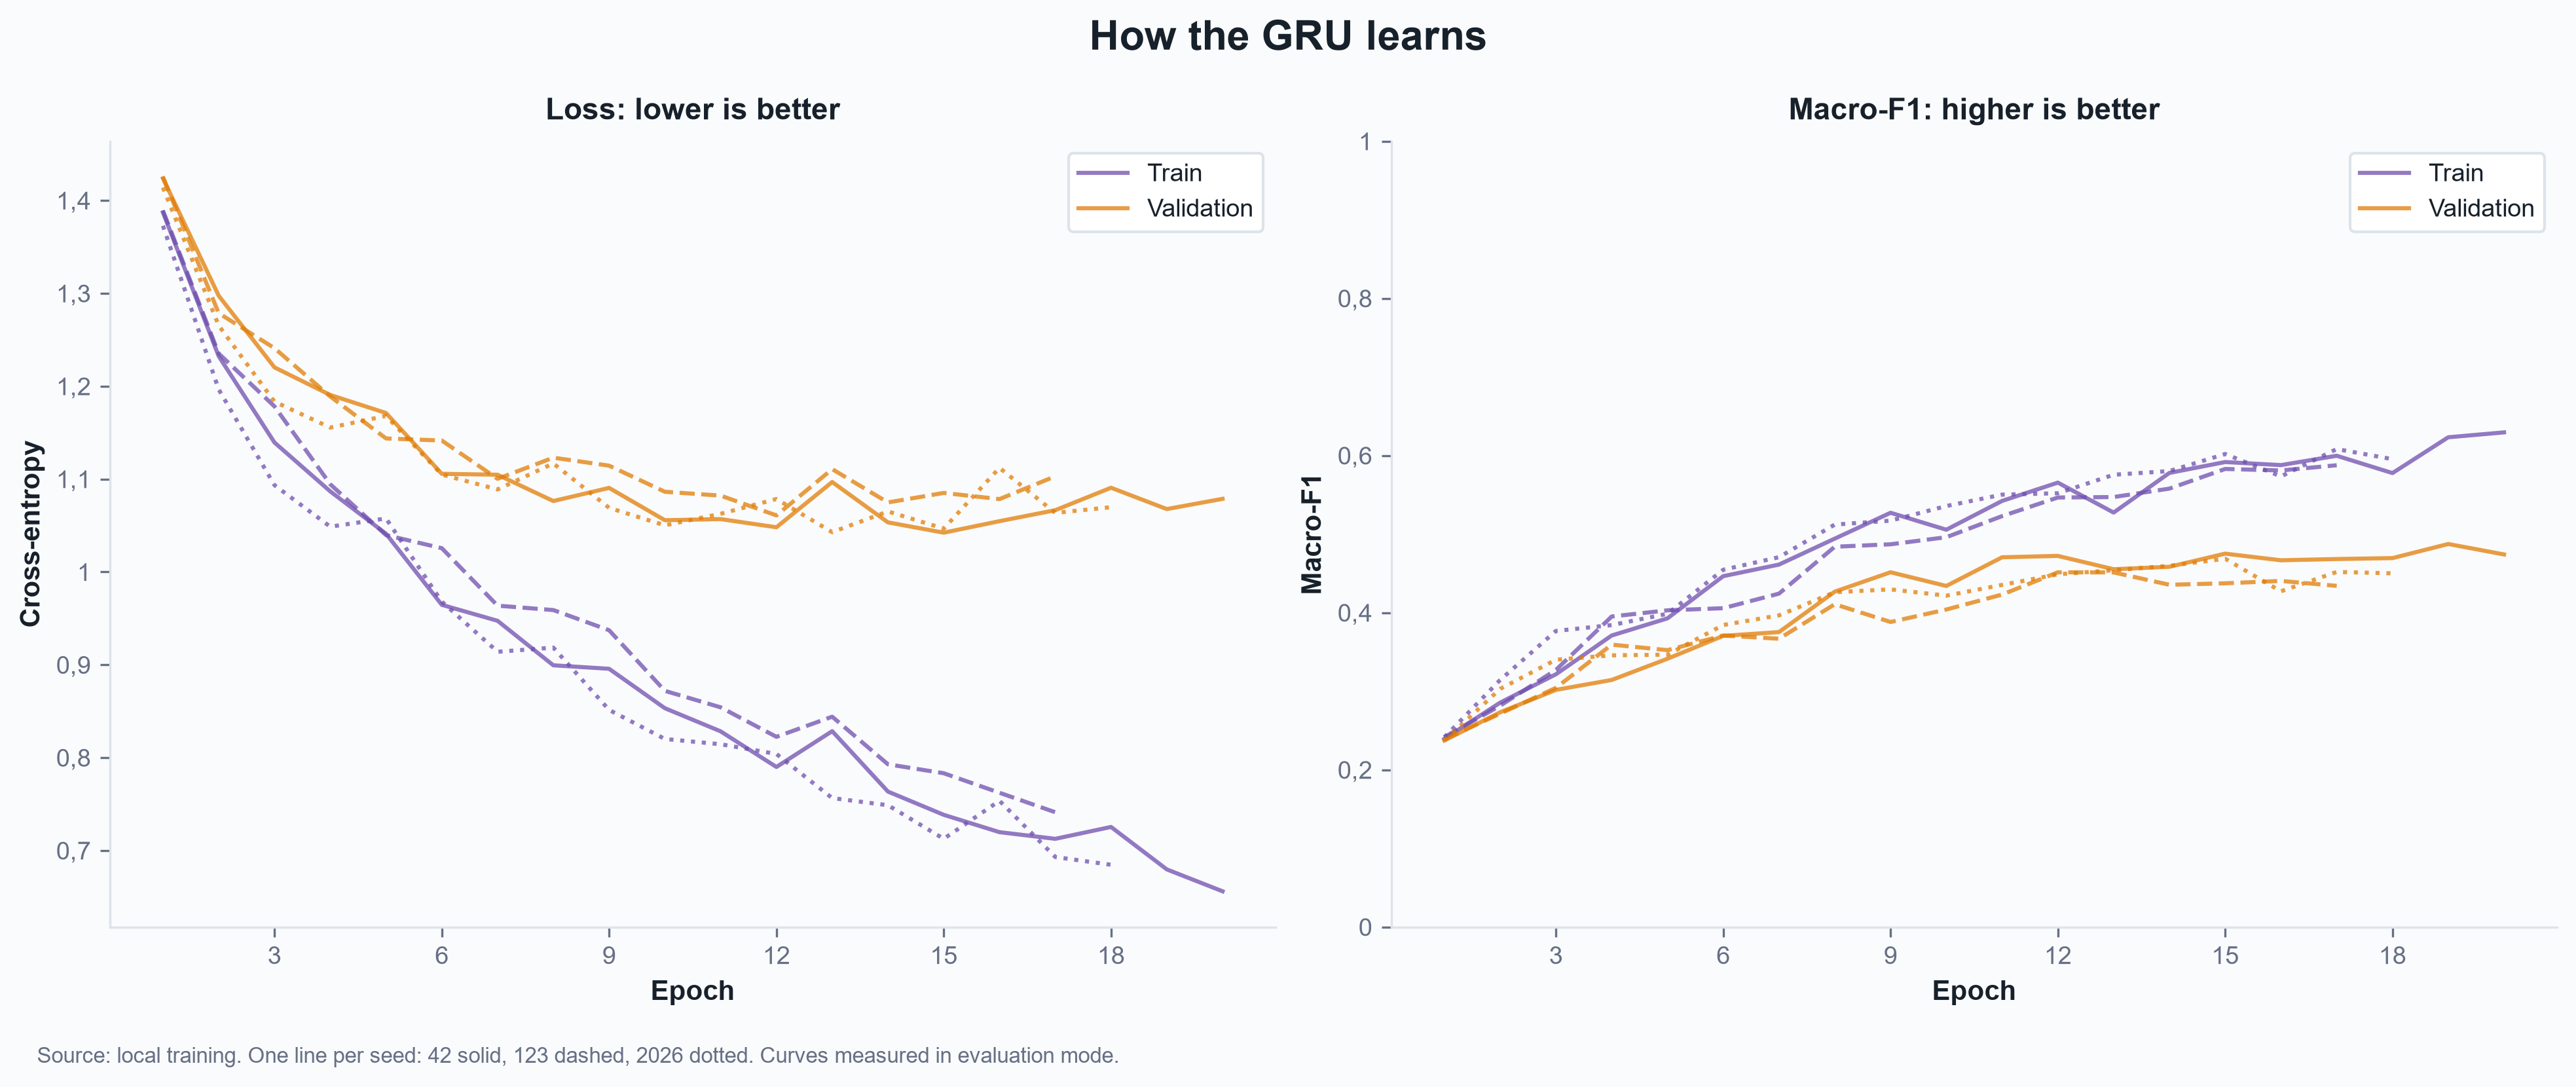 How the GRU learns
Loss: lower is better
Train
Validation
1,4
1,3
1,2
1,1
1
0,9
0,8
0,7
Cross-entropy
3 6 9 12 15 18
Epoch
Macro-F1: higher is better
Train
Validation
1
0,8
0,6
0,4
0,2
0
Macro-F1
3 6 9 12 15 18
Epoch
Source: local training. One line per seed: 42 solid, 123 dashed, 2026 dotted. Curves measured in evaluation mode.